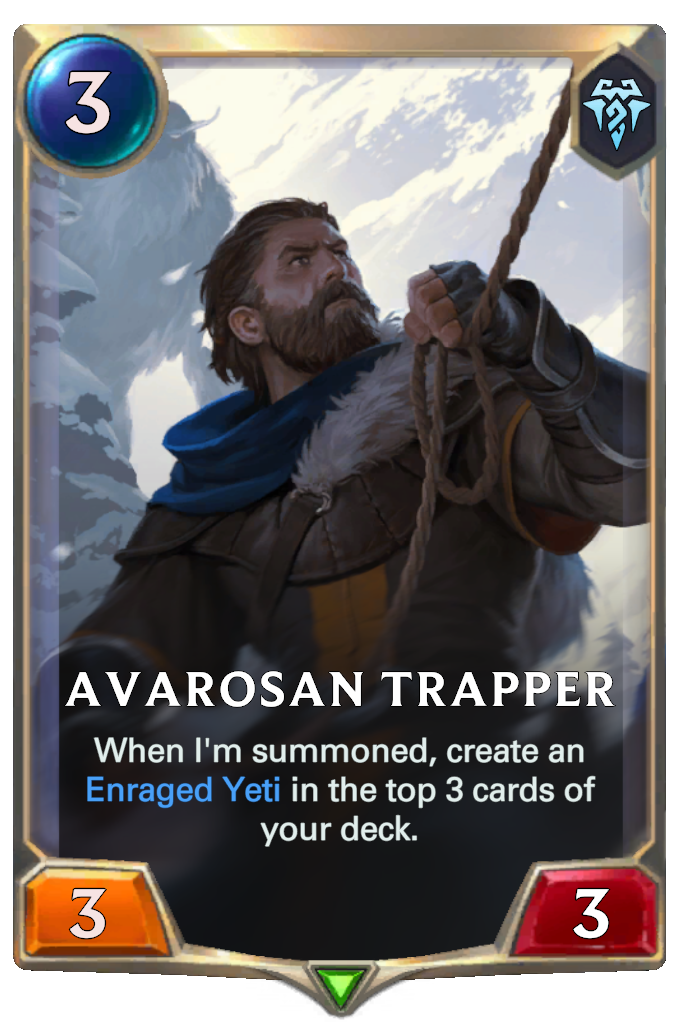 3
AVAROSAN TRAPPER
When I'm summoned, create an
Enraged Yeti in the top 3 cards of
your deck.
3
3